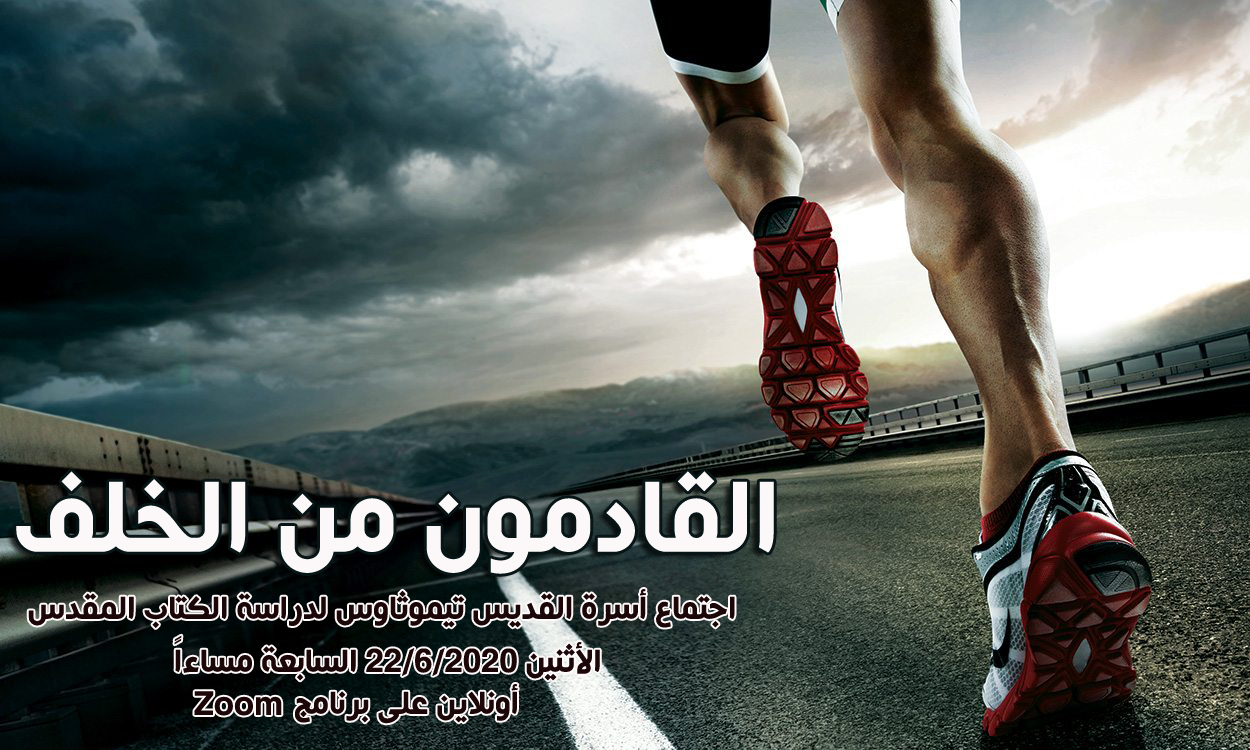 القادمون من الخلف
اجتماع أسرة القديس تيموثاوس لدراسة الكتاب المقدس
الأثنين 22/6/2020 السابعة مساءاً
أونلاين على برنامج Zoom